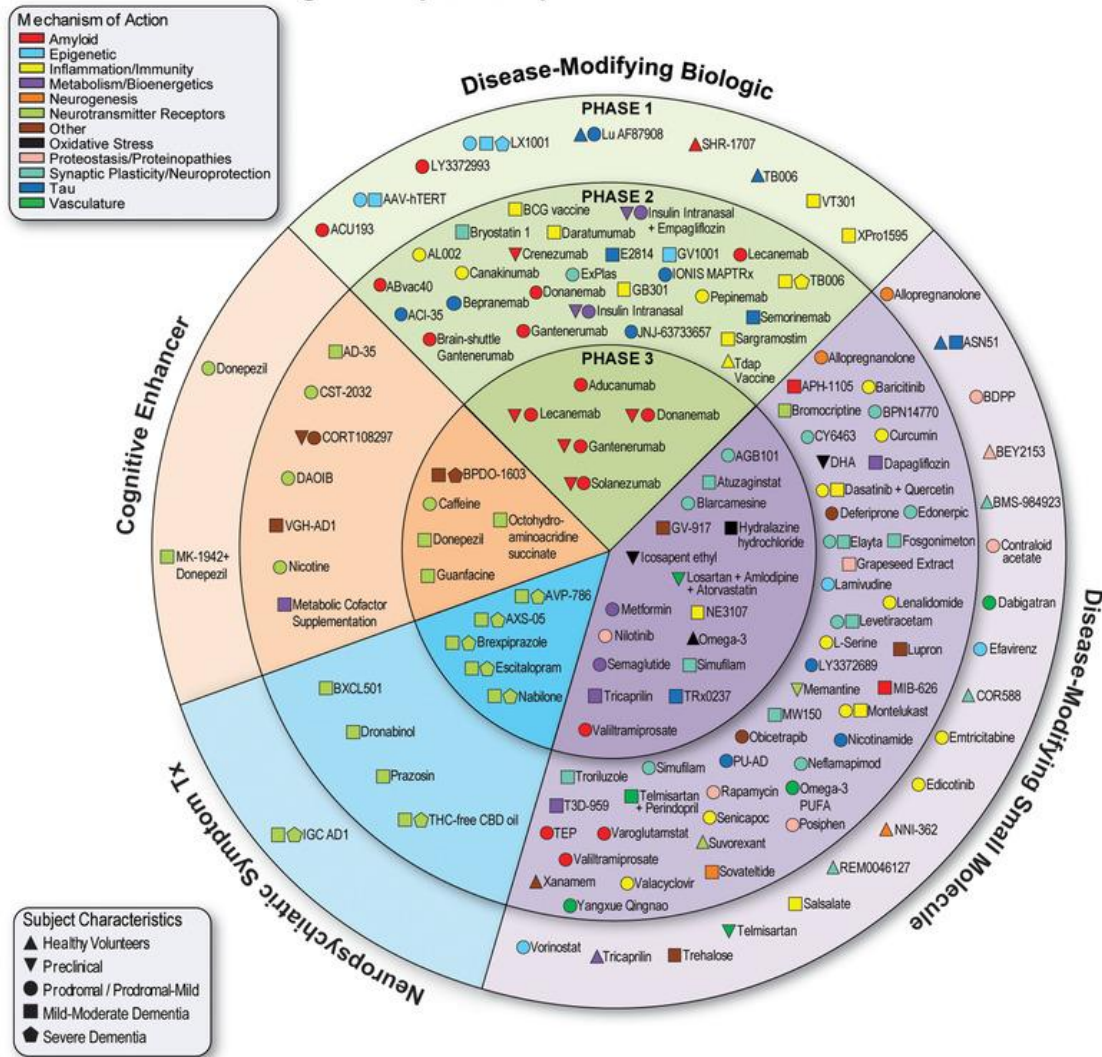 Mechanism of Action
Amyloid
Epigenetic
Inflammation/Immunity
Metabolism/Bioenergetics
Neurogenesis
Neurotransmitter Receptors
Other
Oxidative Stress
Proteostasis/Proteinopathies
Synaptic Plasticity/Neuroprotection
Tau
Vasculature
Disease-Modifying Biologic
PHASE 1
LX1001
Lu AF87908
SHR-1707
LY3372993
TB006
AAV-hTERT
VT301
ACU193
XPro1595
PHASE 2
BCG vaccine
Insulin Intranasal
+ Empagliflozin
Bryostatin 1
Daratumumab
AL002
Crenezumab
E2814
GV1001
Lecanemab
Canakinumab
ExPlas
IONIS MAPTRx
TB006
ABvac40
Donanemab
GB301
Pepinemab
Bepranemab
ACI-35
Insulin Intranasal
Semorinemab
Brain-shuttle
Gantenerumab
Gantenerumab
JNJ-63733657
Sargramostim
Tdap
Vaccine
PHASE 3
Aducanumab
Lecanemab
Donanemab
Gantenerumab
Solanezumab
Cognitive Enhancer
Donepezil
MK-1942+
Donepezil
AD-35
CST-2032
CORT108297
DAOIB
VGH-AD1
Nicotine
Metabolic Cofactor
Supplementation
BPDO-1603
Caffeine
Octohydro-
aminoacridine
succinate
Donepezil
Guanfacine
Neuropsychiatric Symptom Tx
IGC AD1
BXCL501
Dronabinol
Prazosin
THC-free CBD oil
AVP-786
AXS-05
Brexpiprazole
Escitalopram
Nabilone
Disease-Modifying Small Molecule
AGB101
Atuzaginstat
Blarcamesine
GV-917
Hydralazine
hydrochloride
Icosapent ethyl
Losartan + Amlodipine
+ Atorvastatin
Metformin
NE3107
Nilotinib
Omega-3
Semaglutide
Simufilam
Tricaprilin
TRx0237
Valiltramiprosate
Allopregnanolone
APH-1105
Baricitinib
Bromocriptine
BPN14770
CY6463
Curcumin
DHA
Dapagliflozin
Dasatinib + Quercetin
Deferiprone
Edonerpic
Elayta
Fosgonimeton
Grapeseed Extract
Lamivudine
Lenalidomide
Levetiracetam
L-Serine
Lupron
LY3372689
Memantine
MIB-626
MW150
Montelukast
Obicetrapib
Nicotinamide
PU-AD
Neflamapimod
Simufilam
Troriluzole
Rapamycin
Omega-3
PUFA
T3D-959
Telmisartan
+ Perindopril
Senicapoc
Posiphen
TEP
Varoglutamstat
Suvorexant
Valiltramiprosate
Sovateltide
Xanamem
Valacyclovir
Yangxue Qingnao
Allopregnanolone
ASN51
BDPP
BEY2153
BMS-984923
Contraloid
acetate
Dabigatran
Efavirenz
COR588
Emtricitabine
Edicotinib
NNI-362
REM0046127
Salsalate
Telmisartan
Trehalose
Tricaprilin
Vorinostat
Subject Characteristics
Healthy Volunteers
Preclinical
Prodromal / Prodromal-Mild
Mild-Moderate Dementia
Severe Dementia